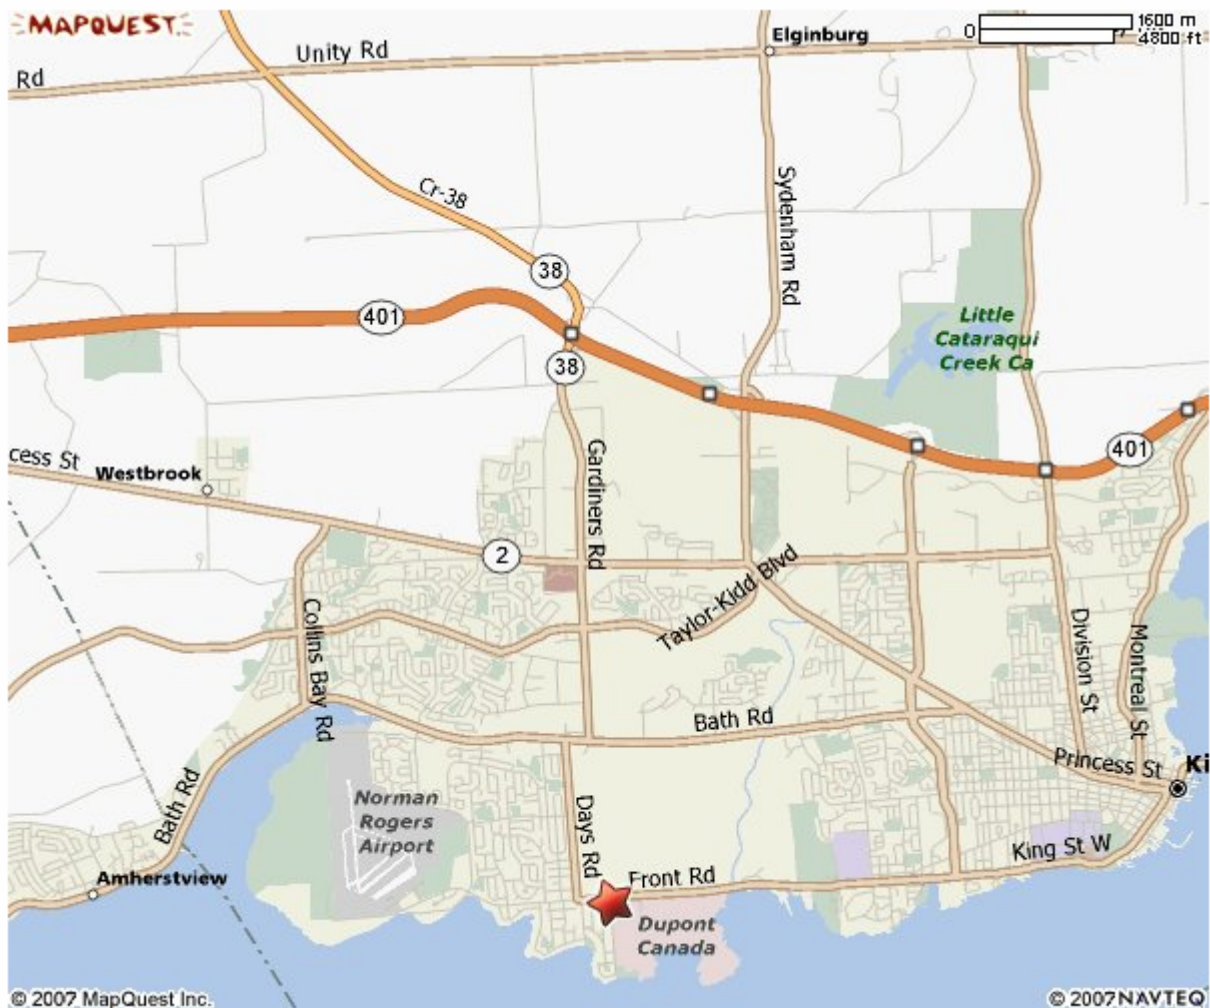 MAPQUEST
0
1600 m
4800 ft
Elginburg
Unity Rd
Rd
Cr-38
Sydenham Rd
38
401
Little
Cataraqui
Creek Ca
38
cess St
Westbrook
Gardiners Rd
401
2
Taylor-Kidd Blvd
Collins Bay Rd
Division St
Montreal St
Bath Rd
Princess St
Ki
Bath Rd
Norman
Rogers
Airport
Days Rd
King St W
Amherstview
Front Rd
Dupont
Canada
© 2007 MapQuest Inc.
© 2007 NAVTEQ